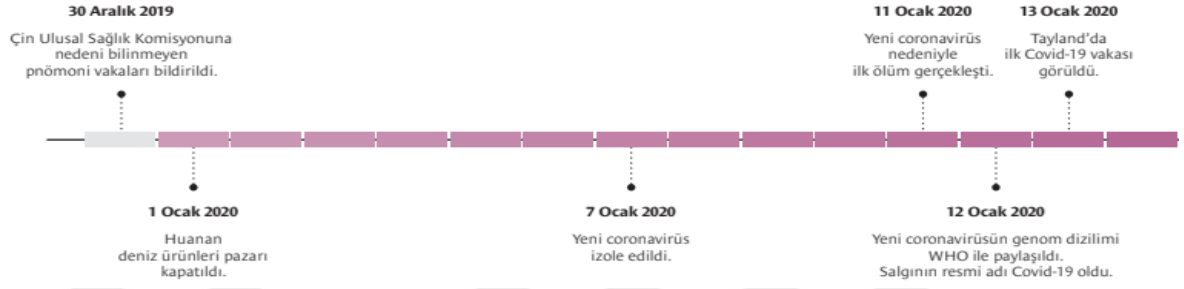 30 Aralık 2019
Çin Ulusal Sağlık Komisyonuna
nedeni bilinmeyen
pnömoni vakaları bildirildi.
11 Ocak 2020
Yeni coronavirüs
nedeniyle
ilk ölüm gerçekleşti.
13 Ocak 2020
Tayland’da
ilk Covid-19 vakası
görüldü.
1 Ocak 2020
Huanan
deniz ürünleri pazarı
kapatıldı.
7 Ocak 2020
Yeni coronavirüs
izole edildi.
12 Ocak 2020
Yeni coronavirüsün genom dizilimi
WHO ile paylaşıldı.
Salgının resmi adı Covid-19 oldu.